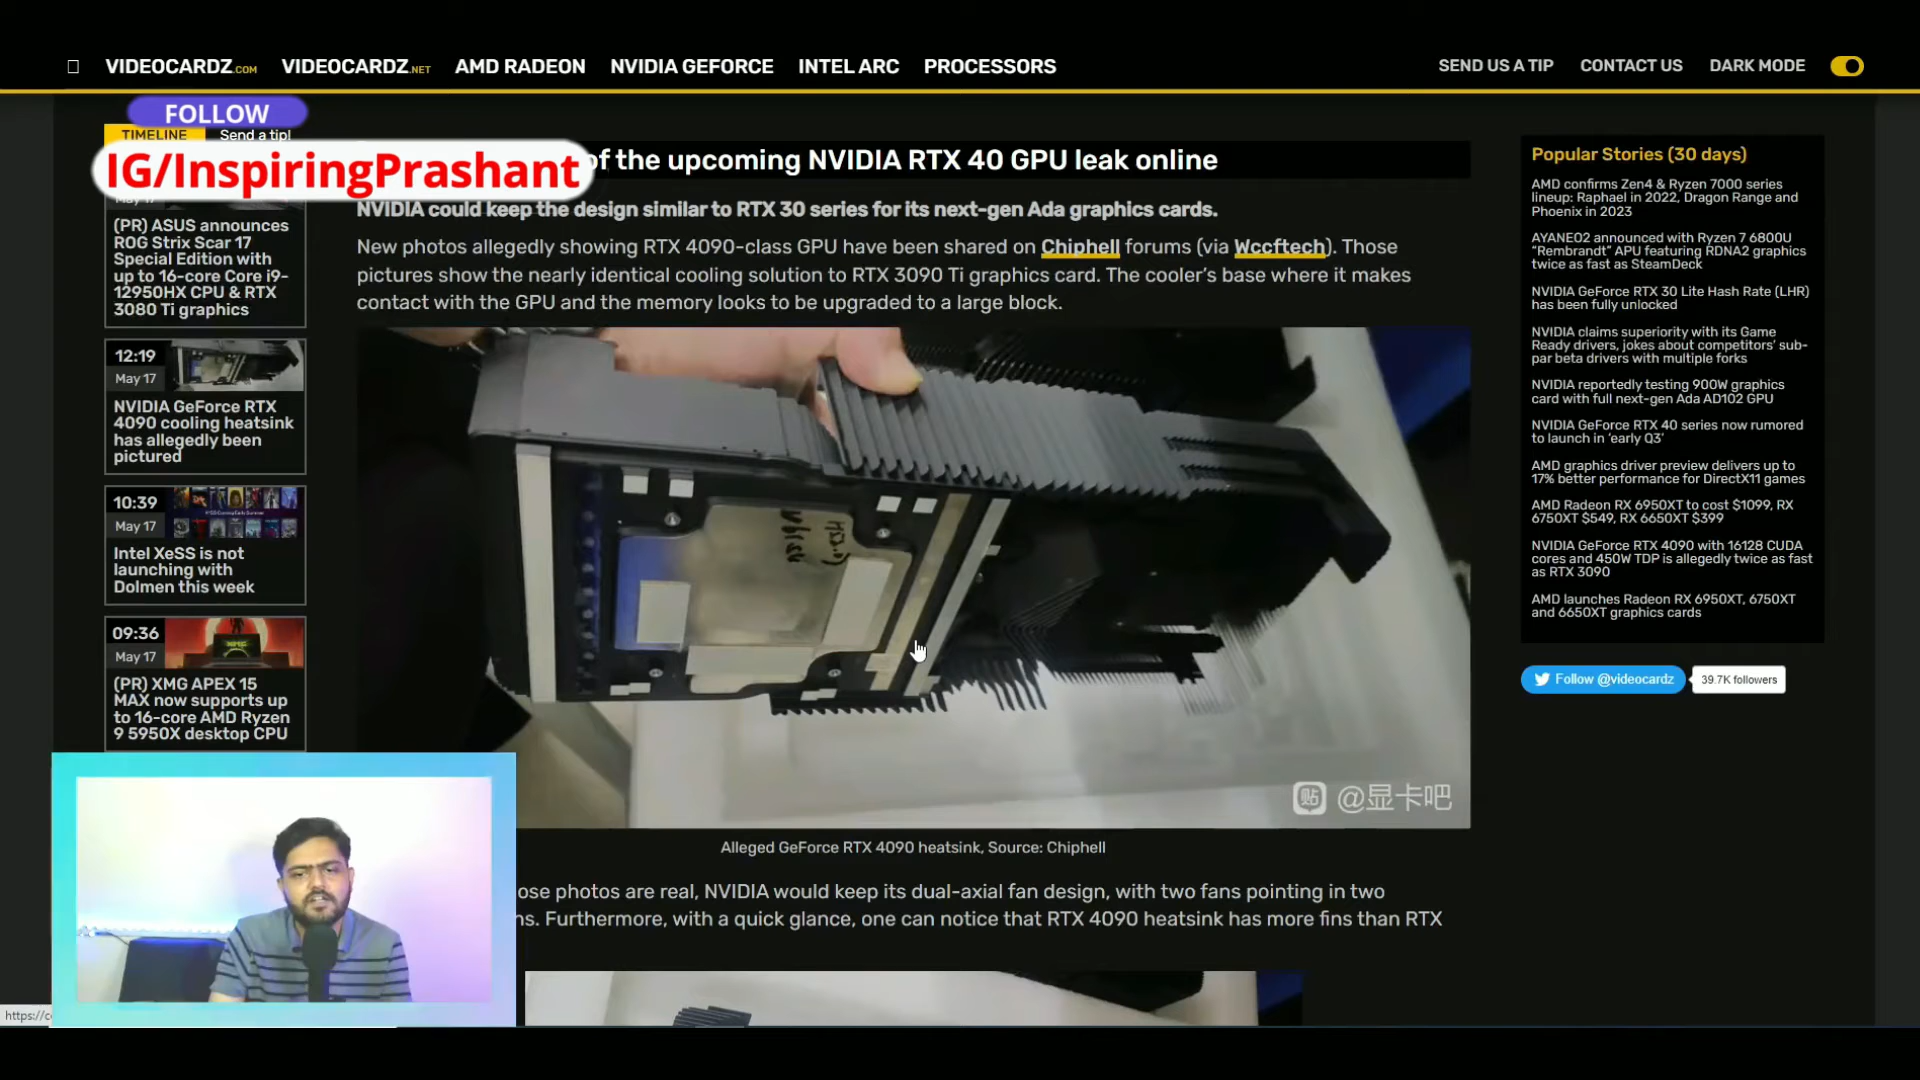 VIDEOCARDZ.COM VIDEOCARDZ.NET AMD RADEON NVIDIA GEFORCE INTEL ARC PROCESSORS SEND US A TIP CONTACT US DARK MODE
FOLLOW
TIMELINE Send a tip!
IG/InspiringPrashant
May 17
(PR) ASUS announces
ROG Strix Scar 17
Special Edition with
up to 16-core Core i9-
12950HX CPU & RTX
3080 Ti graphics
12:19
May 17
NVIDIA GeForce RTX
4090 cooling heatsink
has allegedly been
pictured
10:39
May 17
Intel XeSS is not
launching with
Dolmen this week
09:36
May 17
(PR) XMG APEX 15
MAX now supports up
to 16-core AMD Ryzen
9 5950X desktop CPU
of the upcoming NVIDIA RTX 40 GPU leak online
NVIDIA could keep the design similar to RTX 30 series for its next-gen Ada graphics cards.
New photos allegedly showing RTX 4090-class GPU have been shared on Chiphell forums (via Wccftech). Those
pictures show the nearly identical cooling solution to RTX 3090 Ti graphics card. The cooler's base where it makes
contact with the GPU and the memory looks to be upgraded to a large block.
贴 @显卡吧
Alleged GeForce RTX 4090 heatsink, Source: Chiphell
ose photos are real, NVIDIA would keep its dual-axial fan design, with two fans pointing in two
ns. Furthermore, with a quick glance, one can notice that RTX 4090 heatsink has more fins than RTX
Popular Stories (30 days)
AMD confirms Zen4 & Ryzen 7000 series
lineup: Raphael in 2022, Dragon Range and
Phoenix in 2023
AYANEO2 announced with Ryzen 7 6800U
"Rembrandt" APU featuring RDNA2 graphics
twice as fast as SteamDeck
NVIDIA GeForce RTX 30 Lite Hash Rate (LHR)
has been fully unlocked
NVIDIA claims superiority with its Game
Ready drivers, jokes about competitors' sub-
par beta drivers with multiple forks
NVIDIA reportedly testing 900W graphics
card with full next-gen Ada AD102 GPU
NVIDIA GeForce RTX 40 series now rumored
to launch in 'early Q3'
AMD graphics driver preview delivers up to
17% better performance for DirectX11 games
AMD Radeon RX 6950XT to cost $1099, RX
6750XT $549, RX 6650XT $399
NVIDIA GeForce RTX 4090 with 16128 CUDA
cores and 450W TDP is allegedly twice as fast
as RTX 3090
AMD launches Radeon RX 6950XT, 6750XT
and 6650XT graphics cards
Follow @videocardz 39.7K followers
https://c